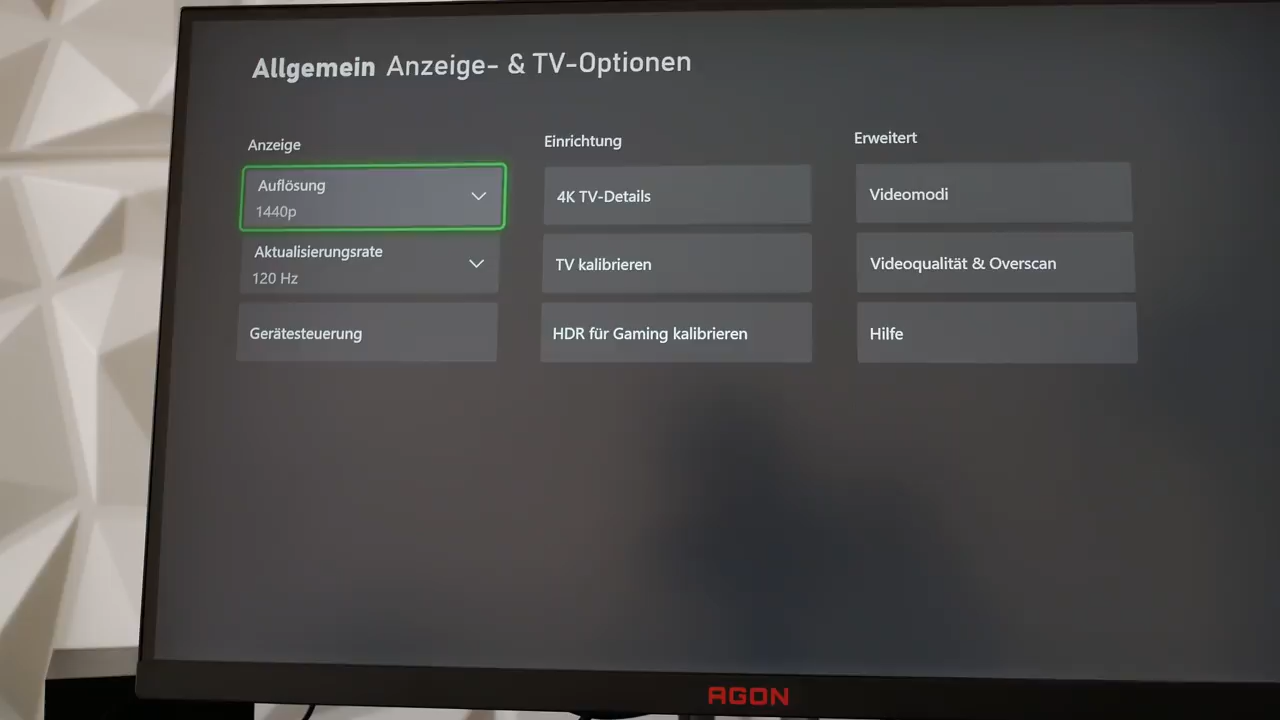 Allgemein Anzeige- & TV-Optionen
Anzeige
Auflösung
1440p
Aktualisierungsrate
120 Hz
Gerätesteuerung
Einrichtung
4K TV-Details
TV kalibrieren
HDR für Gaming kalibrieren
Erweitert
Videomodi
Videoqualität & Overscan
Hilfe
AGON